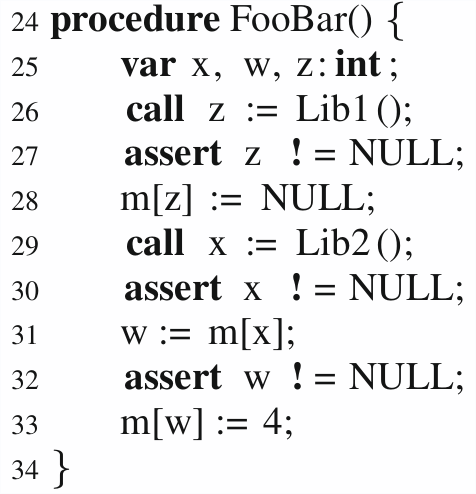 24 procedure FooBar() {
25 var x, w, z:int;
26 call z := Lib1();
27 assert z != NULL;
28 m[z] := NULL;
29 call x := Lib2();
30 assert x != NULL;
31 w := m[x];
32 assert w != NULL;
33 m[w] := 4;
34 }